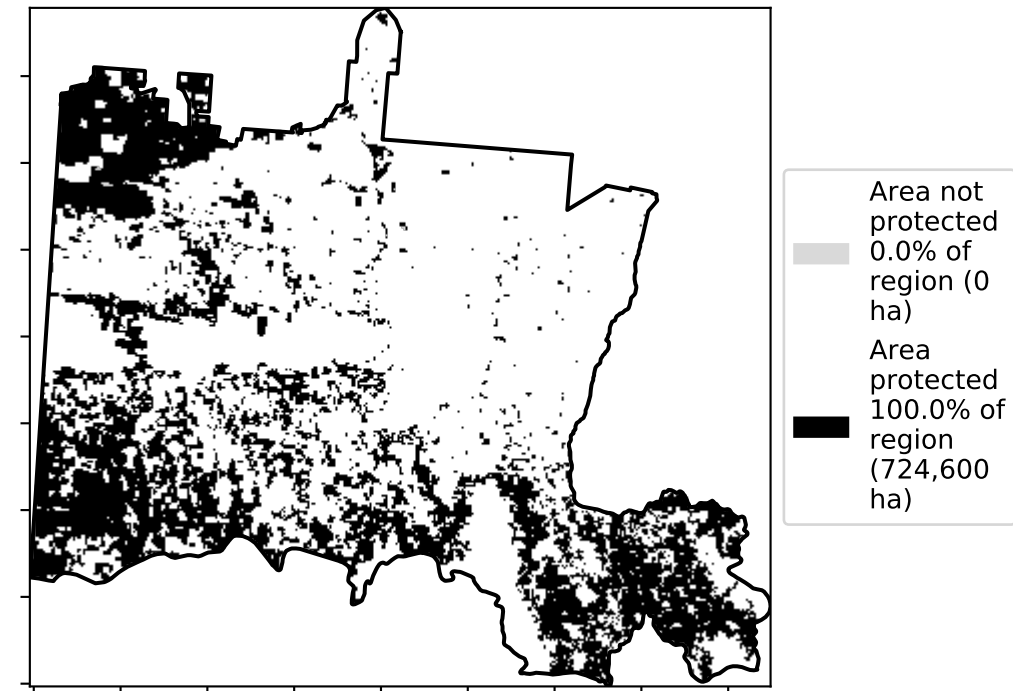 Area not
protected
0.0% of
region (0
ha)
Area
protected
100.0% of
region
(724,600
ha)